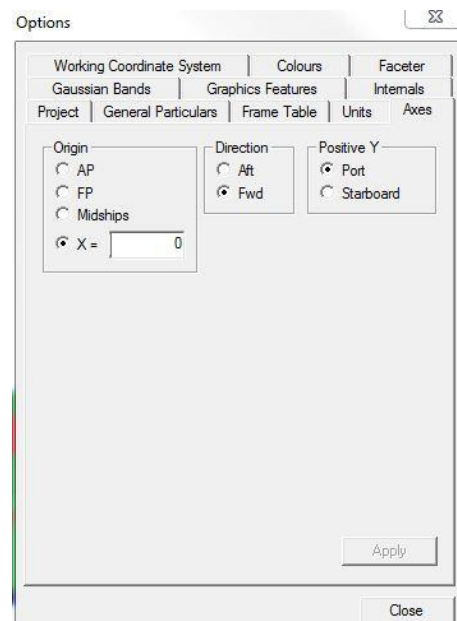 Options
Working Coordinate System Colours Faceter
Gaussian Bands Graphics Features Internals
Project General Particulars Frame Table Units Axes
Origin Direction Positive Y
AP Aft Port
FP Fwd Starboard
Midships
X = 0
Apply
Close